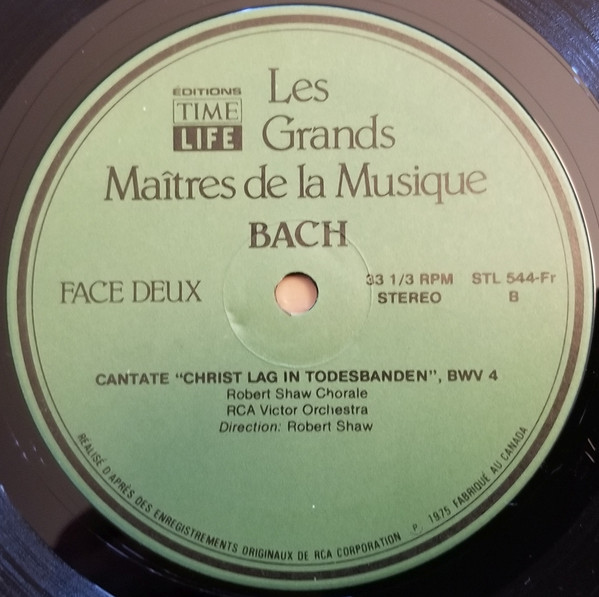 ÉDITIONS
TIME
LIFE
Les
Grands
Maîtres de la Musique
BACH
FACE DEUX
33 1/3 RPM STL 544-Fr
STEREO B
CANTATE "CHRIST LAG IN TODESBANDEN", BWV 4
Robert Shaw Chorale
RCA Victor Orchestra
Direction: Robert Shaw
RÉALISÉ D'APRÈS DES ENREGISTREMENTS ORIGINAUX DE RCA CORPORATION ℗ 1975 FABRIQUÉ AU CANADA